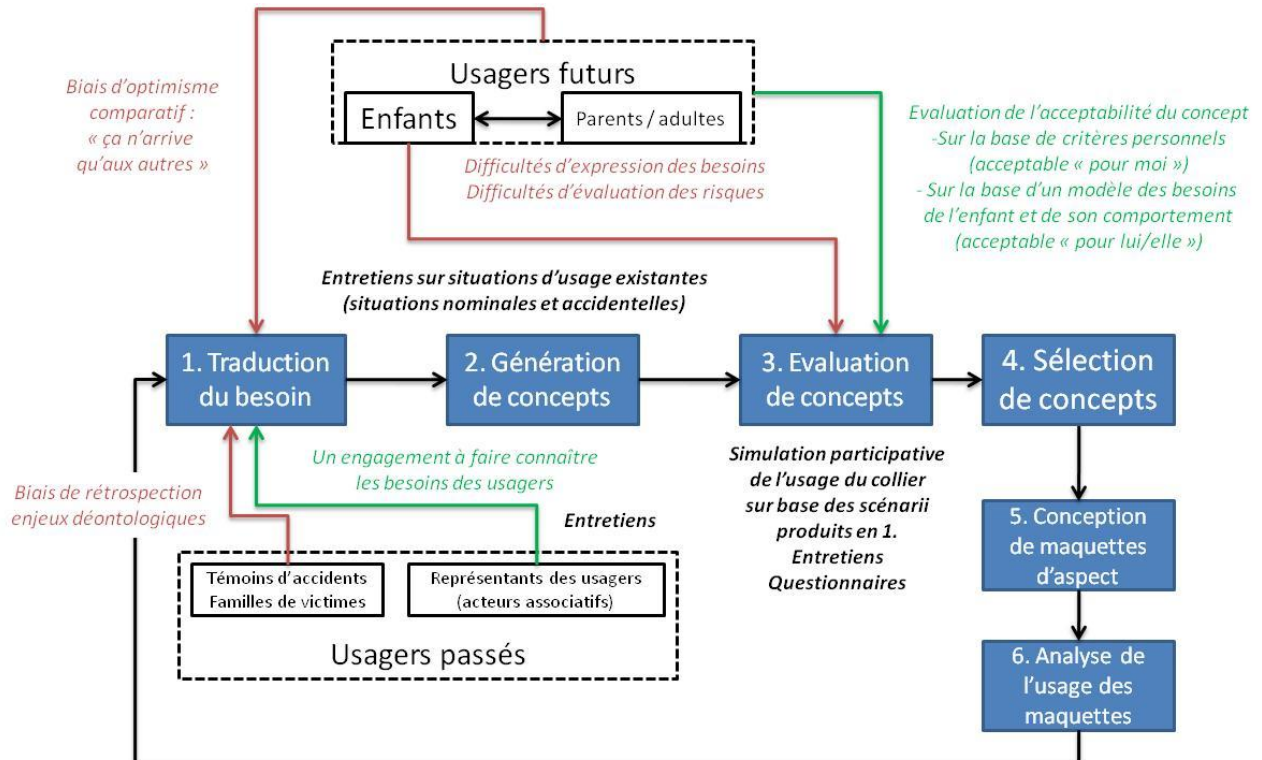 Usagers futurs
Enfants
Parents / adultes
Biais d'optimisme
comparatif :
« ça n'arrive
qu'aux autres »
Difficultés d'expression des besoins
Difficultés d'évaluation des risques
Evaluation de l'acceptabilité du concept
-Sur la base de critères personnels
(acceptable « pour moi »)
- Sur la base d'un modèle des besoins
de l'enfant et de son comportement
(acceptable « pour lui/elle »)
Entretiens sur situations d'usage existantes
(situations nominales et accidentelles)
1. Traduction
du besoin
2. Génération
de concepts
3. Evaluation
de concepts
4. Sélection
de concepts
Un engagement à faire connaître
les besoins des usagers
Biais de rétrospection
enjeux déontologiques
Entretiens
Simulation participative
de l'usage du collier
sur base des scénarii
produits en 1.
Entretiens
Questionnaires
Témoins d'accidents
Familles de victimes
Représentants des usagers
(acteurs associatifs)
Usagers passés
5. Conception
de maquettes
d'aspect
6. Analyse de
l'usage des
maquettes